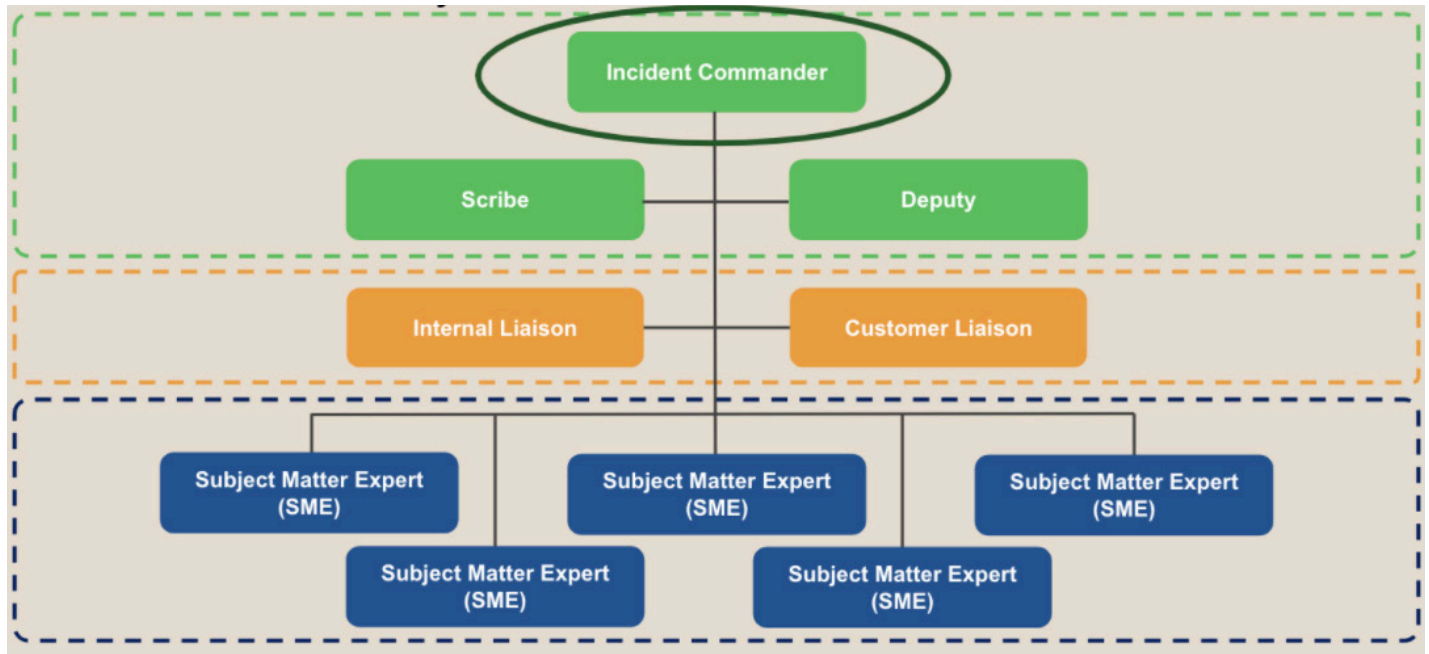 Incident Commander
Scribe
Deputy
Internal Liaison
Customer Liaison
Subject Matter Expert
(SME)
Subject Matter Expert
(SME)
Subject Matter Expert
(SME)
Subject Matter Expert
(SME)
Subject Matter Expert
(SME)